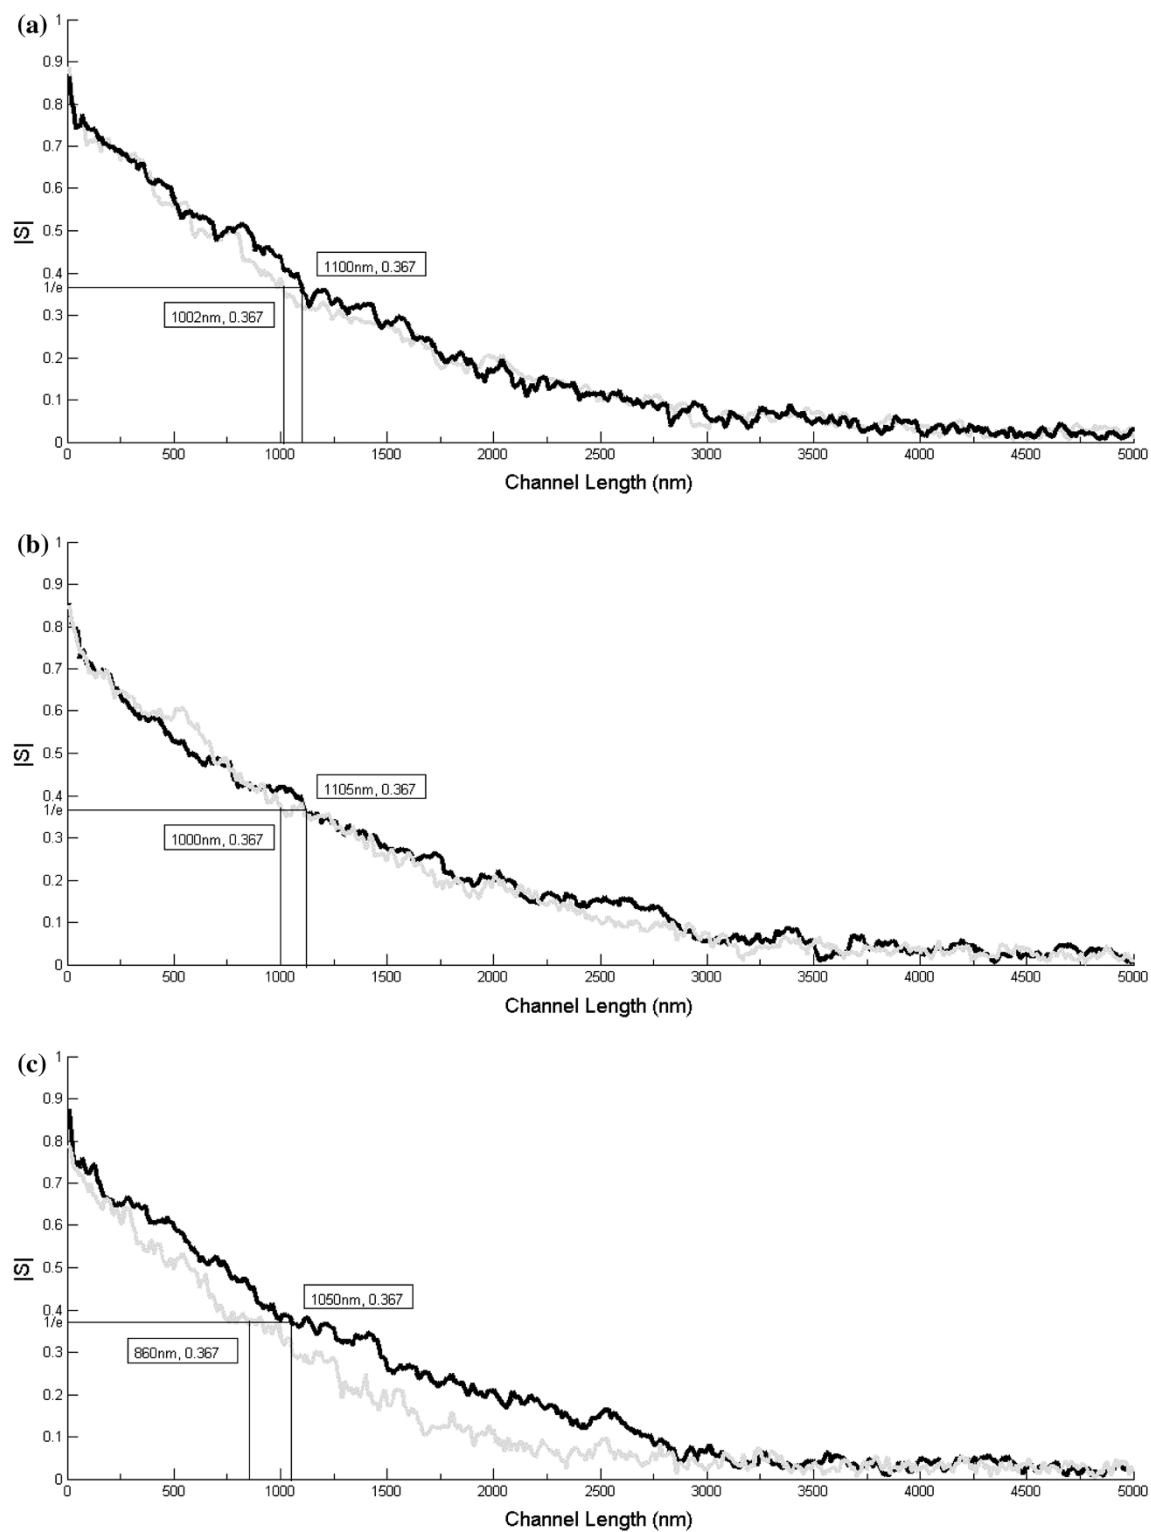 (a)
1
0.9
0.8
0.7
0.6
0.5
|S|
1100nm, 0.367
0.4
1/e
1002nm, 0.367
0.3
0.2
0.1
0
0 500 1000 1500 2000 2500 3000 3500 4000 4500 5000
Channel Length (nm)
(b)
1
0.9
0.8
0.7
0.6
0.5
|S|
1105nm, 0.367
0.4
1/e
1000nm, 0.367
0.3
0.2
0.1
0
0 500 1000 1500 2000 2500 3000 3500 4000 4500 5000
Channel Length (nm)
(c)
1
0.9
0.8
0.7
0.6
0.5
|S|
1050nm, 0.367
0.4
1/e
860nm, 0.367
0.3
0.2
0.1
0
0 500 1000 1500 2000 2500 3000 3500 4000 4500 5000
Channel Length (nm)